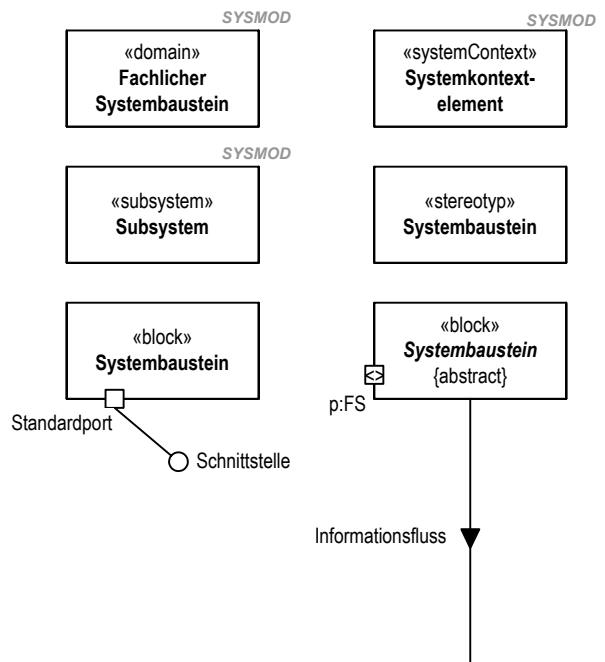 SYSMOD
«domain»
Fachlicher
Systembaustein
SYSMOD
«systemContext»
Systemkontext-
element
SYSMOD
«subsystem»
Subsystem
«stereotyp»
Systembaustein
«block»
Systembaustein
Standardport
Schnittstelle
«block»
Systembaustein
{abstract}
<>
p:FS
Informationsfluss